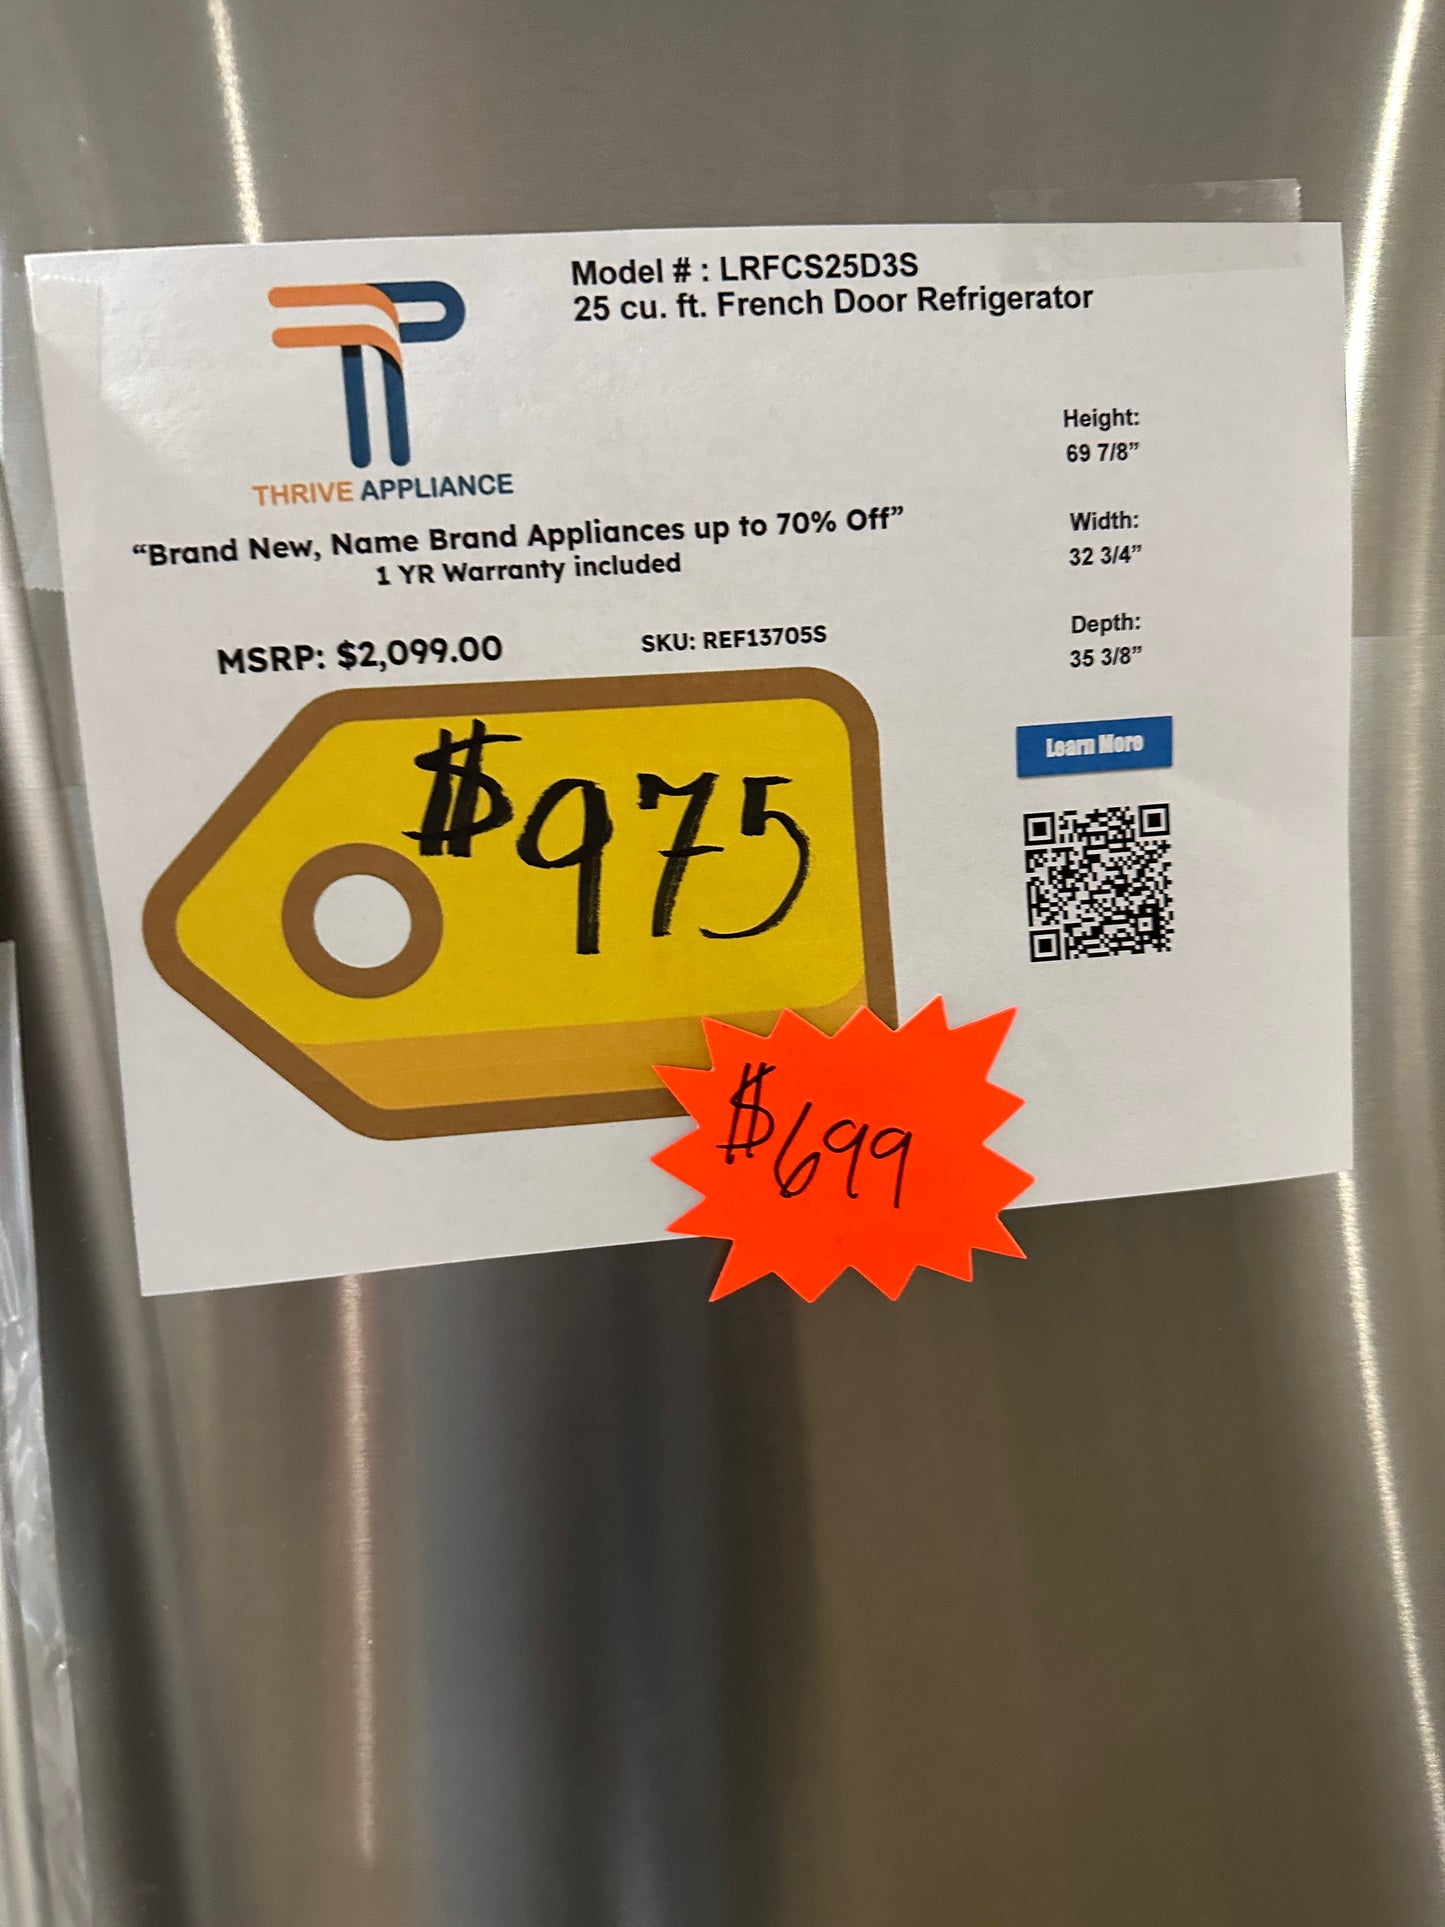 Model # : LRFCS25D3S
25 cu. ft. French Door Refrigerator
THRIVE APPLIANCE
“Brand New, Name Brand Appliances up to 70% Off”
1 YR Warranty included
MSRP: $2,099.00
SKU: REF13705S
Height:
69 7/8”
Width:
32 3/4”
Depth:
35 3/8”
Learn More
$975
$699